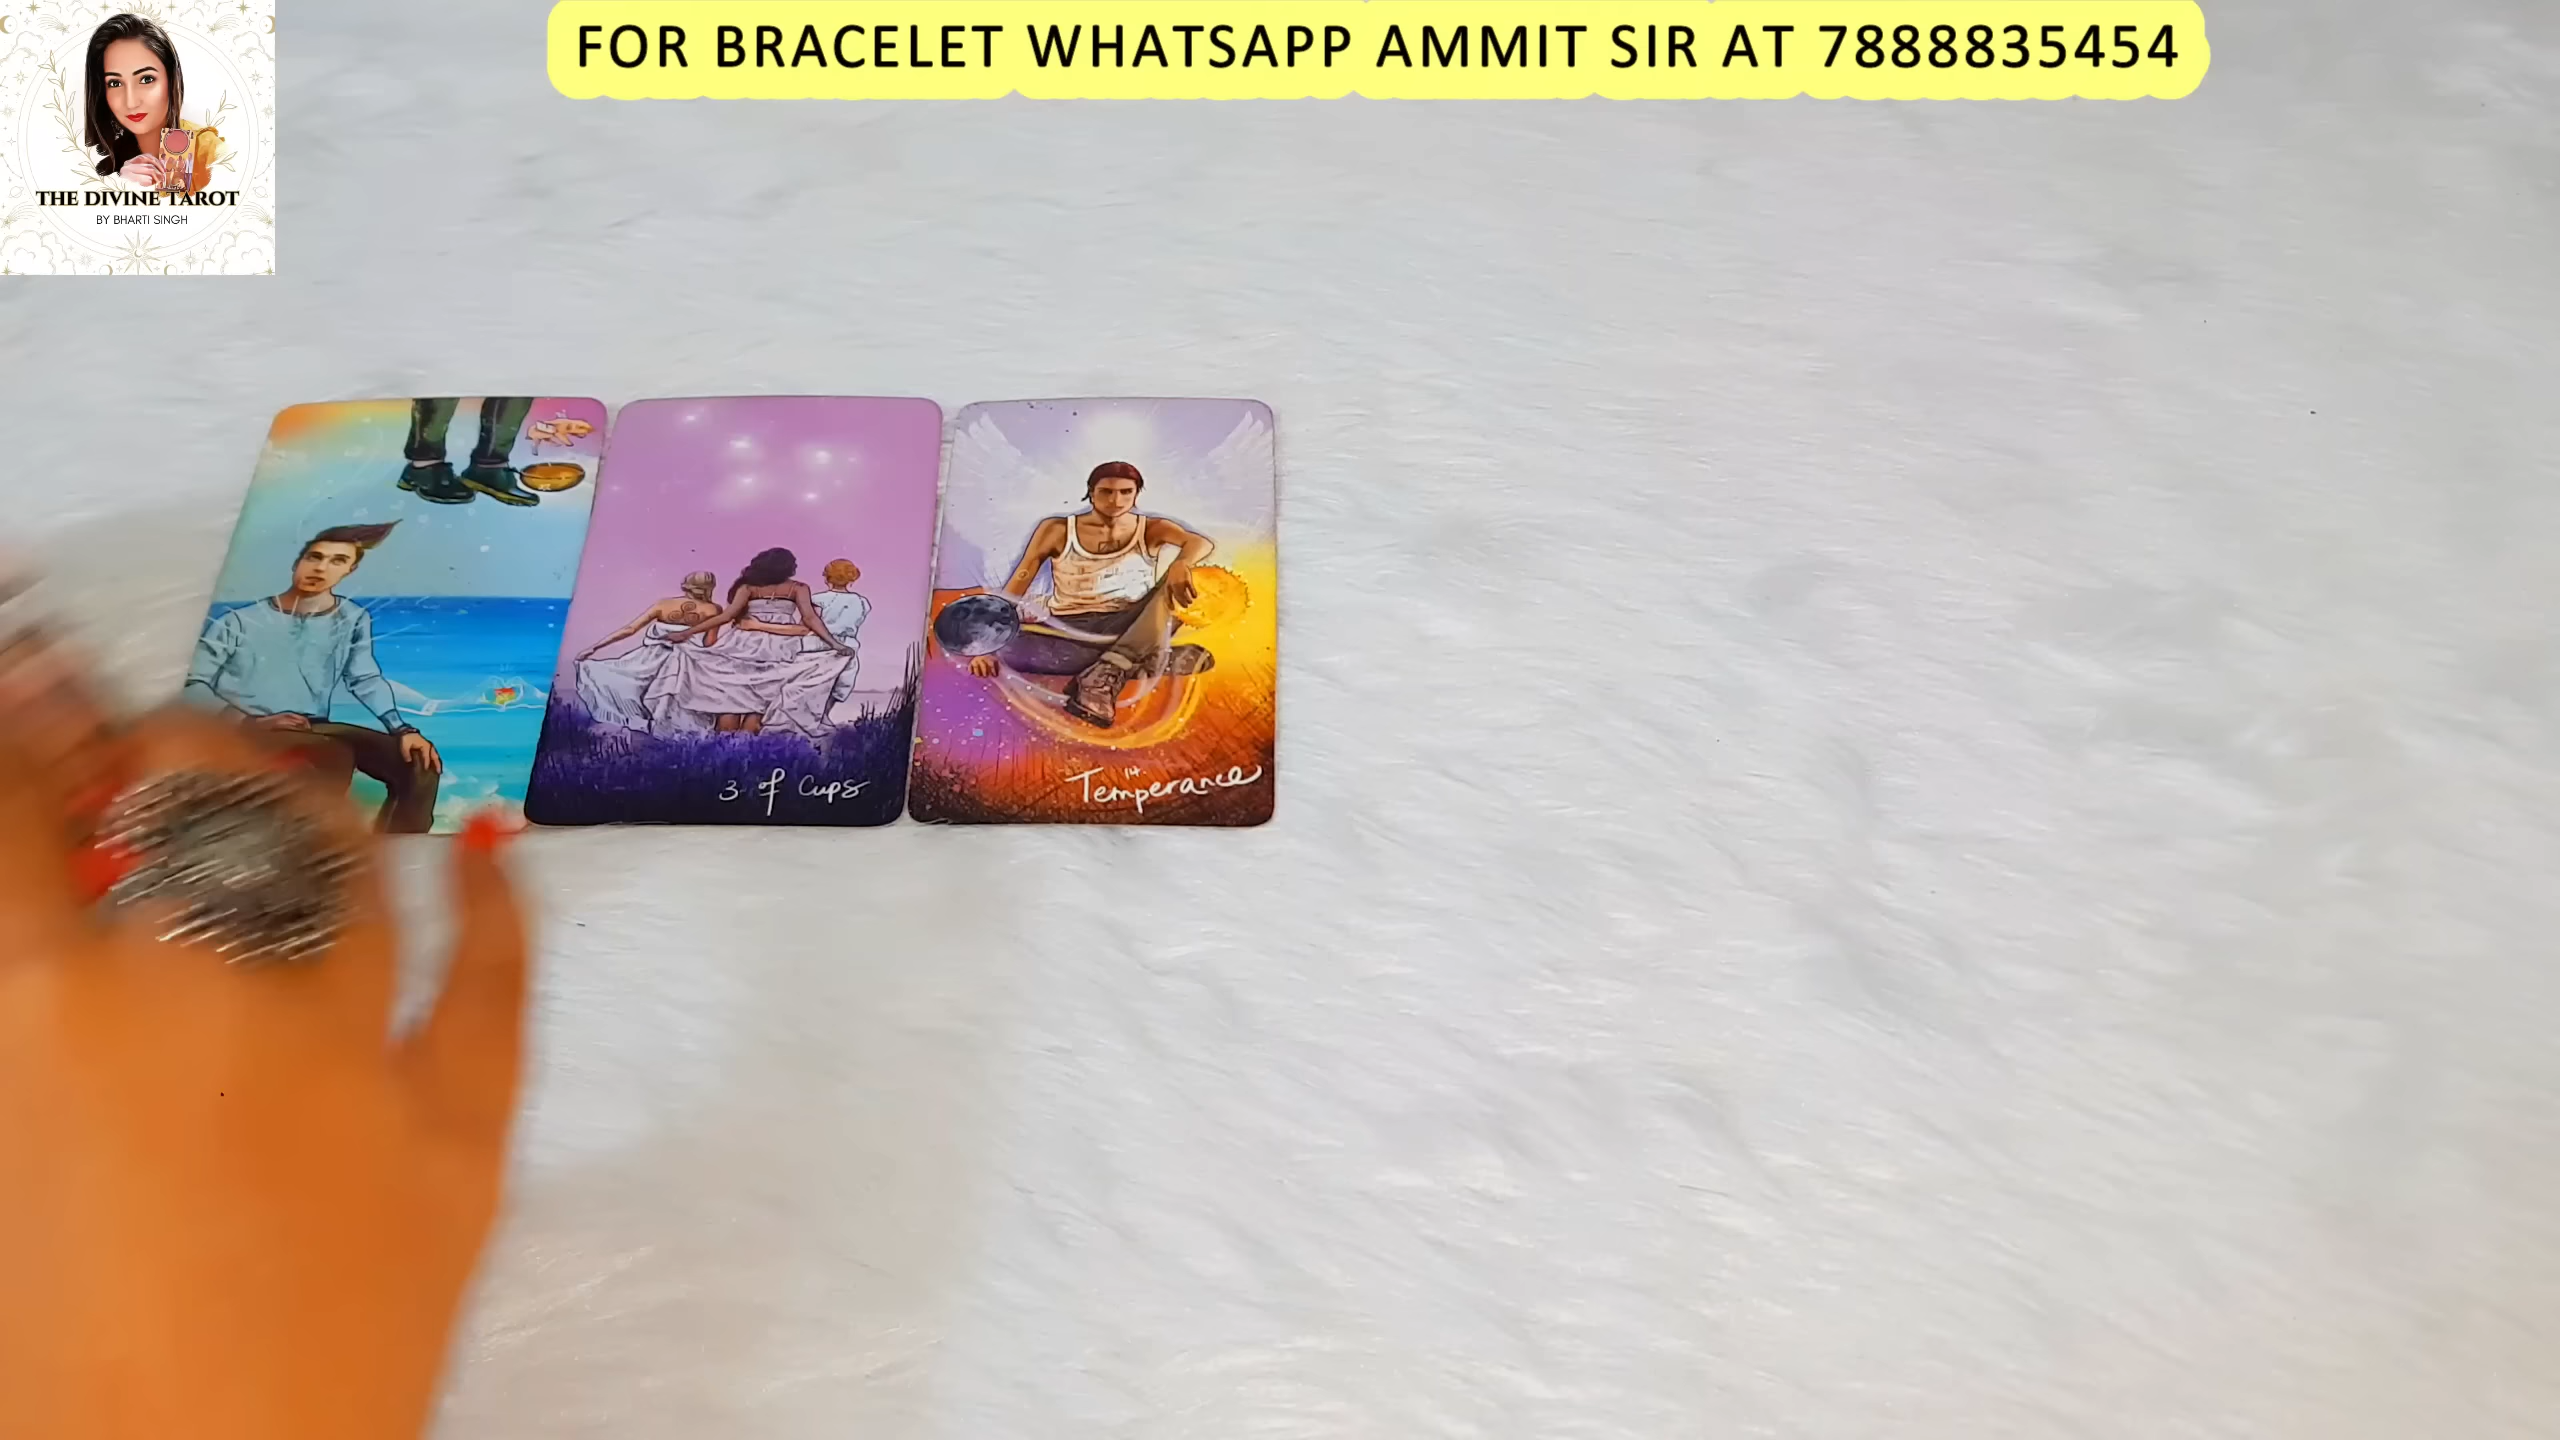 FOR BRACELET WHATSAPP AMMIT SIR AT 7888835454
THE DIVINE TAROT
BY BHARTI SINGH
3 of Cups
14.
Temperance